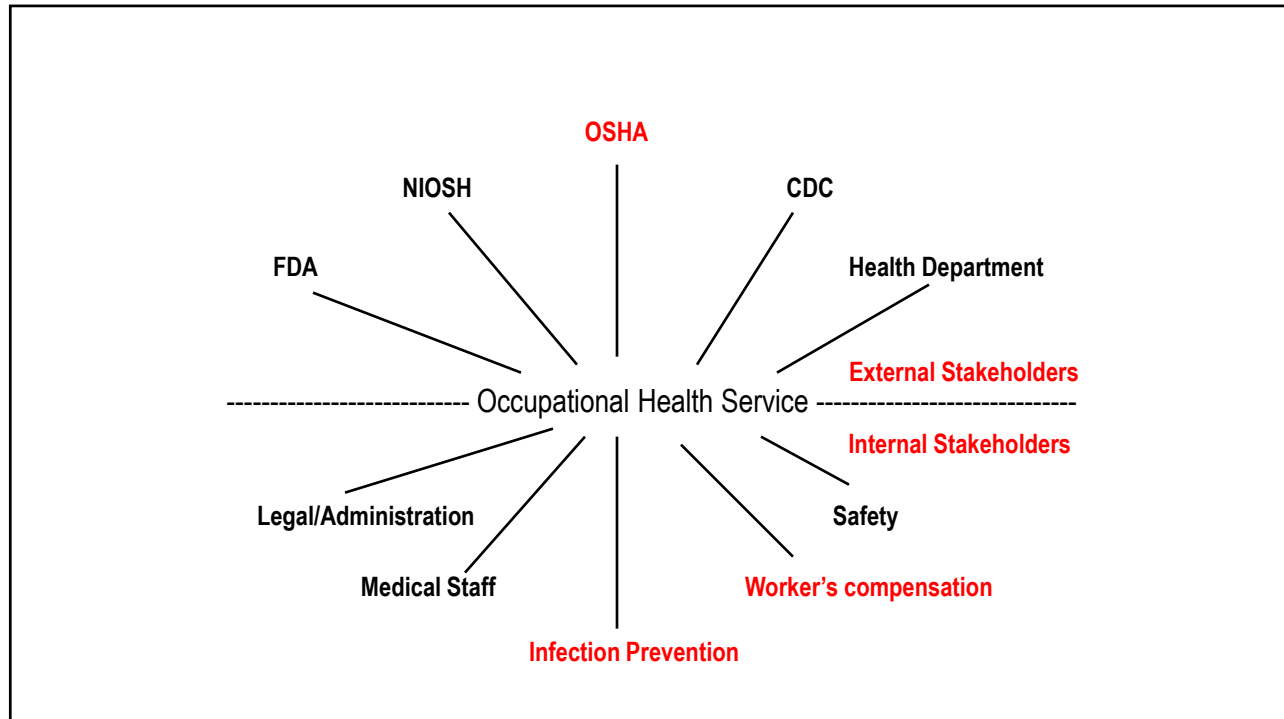 OSHA
NIOSH
CDC
FDA
Health Department
External Stakeholders
--------------------------- Occupational Health Service -----------------------------
Internal Stakeholders
Legal/Administration
Safety
Medical Staff
Worker’s compensation
Infection Prevention